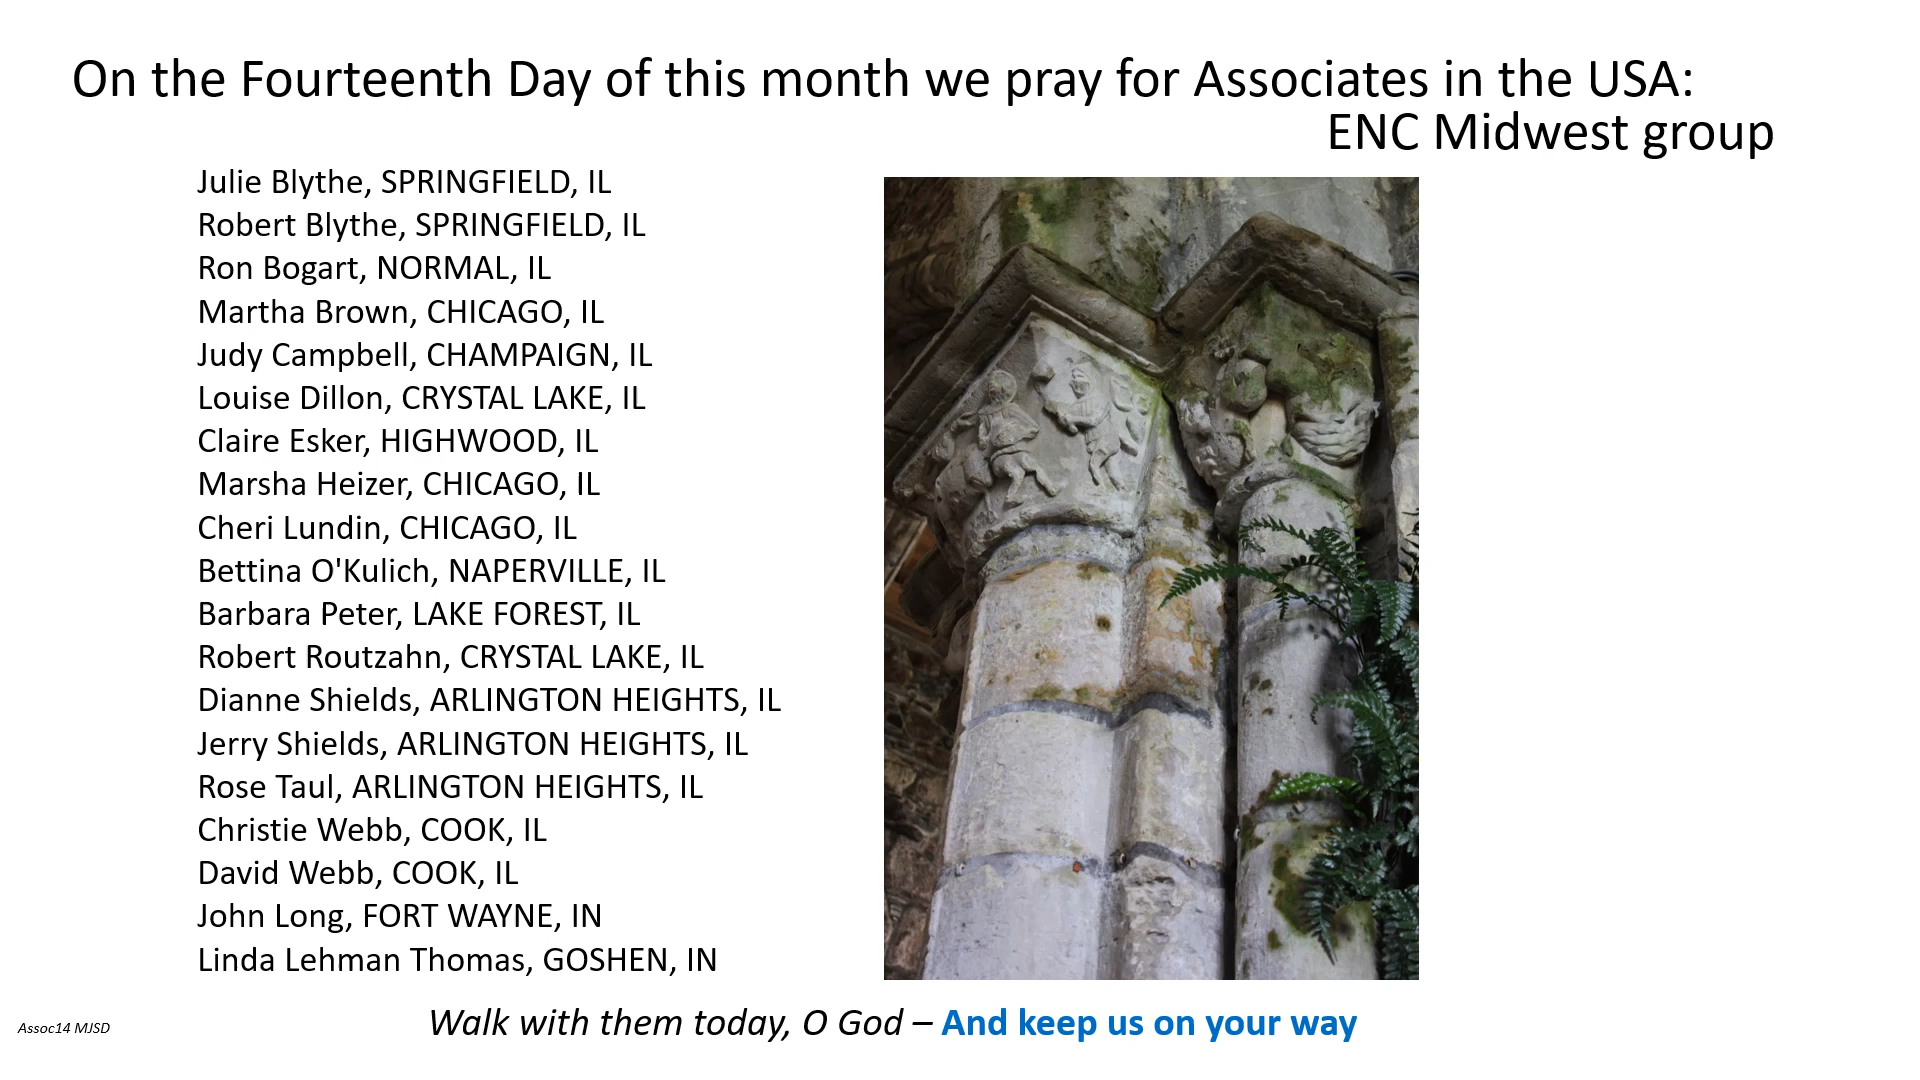 On the Fourteenth Day of this month we pray for Associates in the USA:
ENC Midwest group
Julie Blythe, SPRINGFIELD, IL
Robert Blythe, SPRINGFIELD, IL
Ron Bogart, NORMAL, IL
Martha Brown, CHICAGO, IL
Judy Campbell, CHAMPAIGN, IL
Louise Dillon, CRYSTAL LAKE, IL
Claire Esker, HIGHWOOD, IL
Marsha Heizer, CHICAGO, IL
Cheri Lundin, CHICAGO, IL
Bettina O'Kulich, NAPERVILLE, IL
Barbara Peter, LAKE FOREST, IL
Robert Routzahn, CRYSTAL LAKE, IL
Dianne Shields, ARLINGTON HEIGHTS, IL
Jerry Shields, ARLINGTON HEIGHTS, IL
Rose Taul, ARLINGTON HEIGHTS, IL
Christie Webb, COOK, IL
David Webb, COOK, IL
John Long, FORT WAYNE, IN
Linda Lehman Thomas, GOSHEN, IN
Walk with them today, O God – And keep us on your way
Assoc14 MJSD